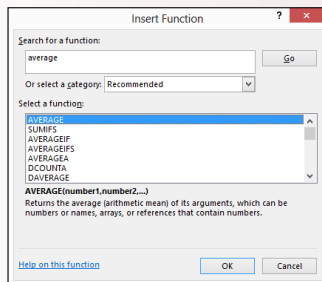 Insert Function
? ×
Search for a function:
average
Go
Or select a category: Recommended
Select a function:
AVERAGE
SUMIFS
AVERAGEIF
AVERAGEIFS
AVERAGEA
DCOUNTA
DAVERAGE
AVERAGE(number1,number2,...)
Returns the average (arithmetic mean) of its arguments, which can be
numbers or names, arrays, or references that contain numbers.
Help on this function
OK
Cancel